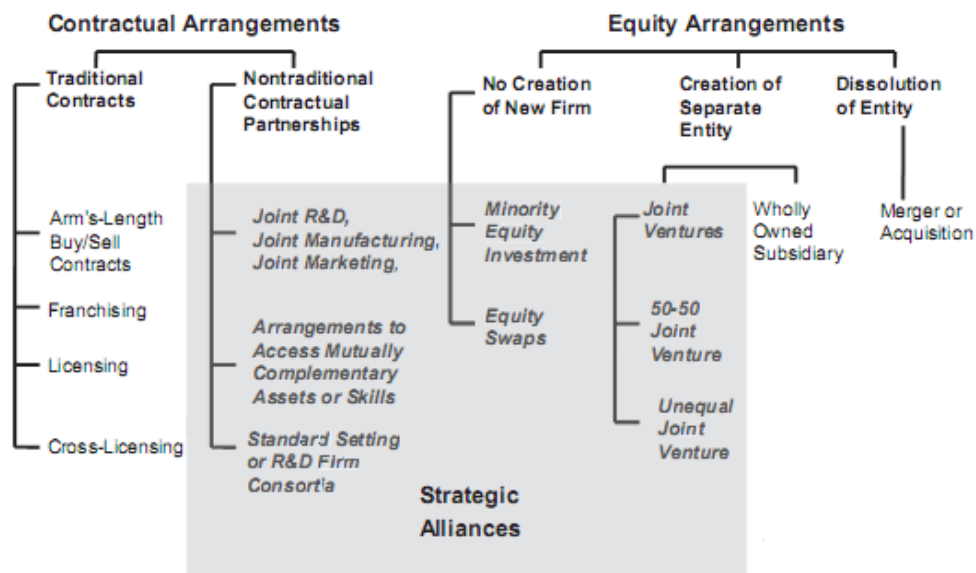 Contractual Arrangements
Equity Arrangements
Traditional
Contracts
Nontraditional
Contractual
Partnerships
No Creation
of New Firm
Creation of
Separate
Entity
Dissolution
of Entity
Arm's-Length
Buy/Sell
Contracts
Franchising
Licensing
Cross-Licensing
Joint R&D,
Joint Manufacturing,
Joint Marketing,
Arrangements to
Access Mutually
Complementary
Assets or Skills
Standard Setting
or R&D Firm
Consortia
Minority
Equity
Investment
Equity
Swaps
Joint
Ventures
50-50
Joint
Venture
Unequal
Joint
Venture
Wholly
Owned
Subsidiary
Merger or
Acquisition
Strategic
Alliances